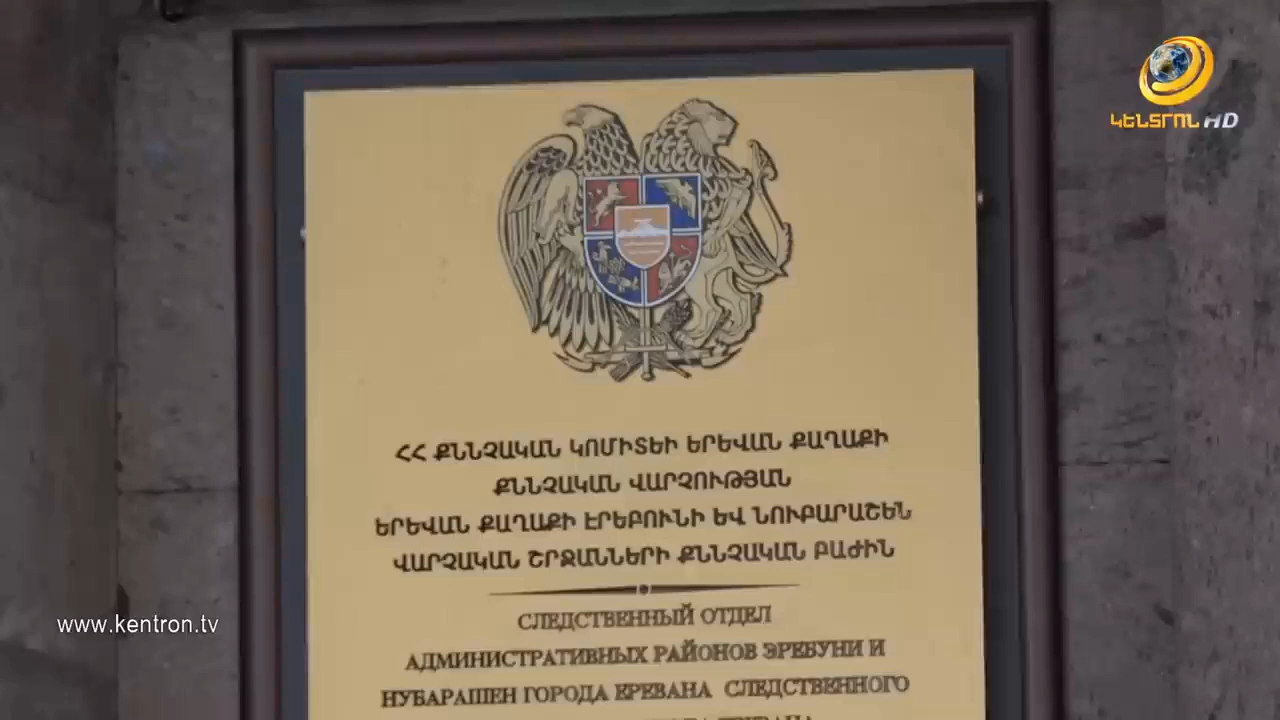 ԿԵՆՏՐՈՆ HD
ՀՀ ՔՆՆՉԱԿԱՆ ԿՈՄԻՏԵԻ ԵՐԵՎԱՆ ՔԱՂԱՔԻ
ՔՆՆՉԱԿԱՆ ՎԱՐՉՈՒԹՅԱՆ
ԵՐԵՎԱՆ ՔԱՂԱՔԻ ԷՐԵԲՈՒՆԻ ԵՎ ՆՈՒԲԱՐԱՇԵՆ
ՎԱՐՉԱԿԱՆ ՇՐՋԱՆՆԵՐԻ ՔՆՆՉԱԿԱՆ ԲԱԺԻՆ
СЛЕДСТВЕННЫЙ ОТДЕЛ
АДМИНИСТРАТИВНЫХ РАЙОНОВ ЭРЕБУНИ И
НУБАРАШЕН ГОРОДА ЕРЕВАНА СЛЕДСТВЕННОГО
www.kentron.tv